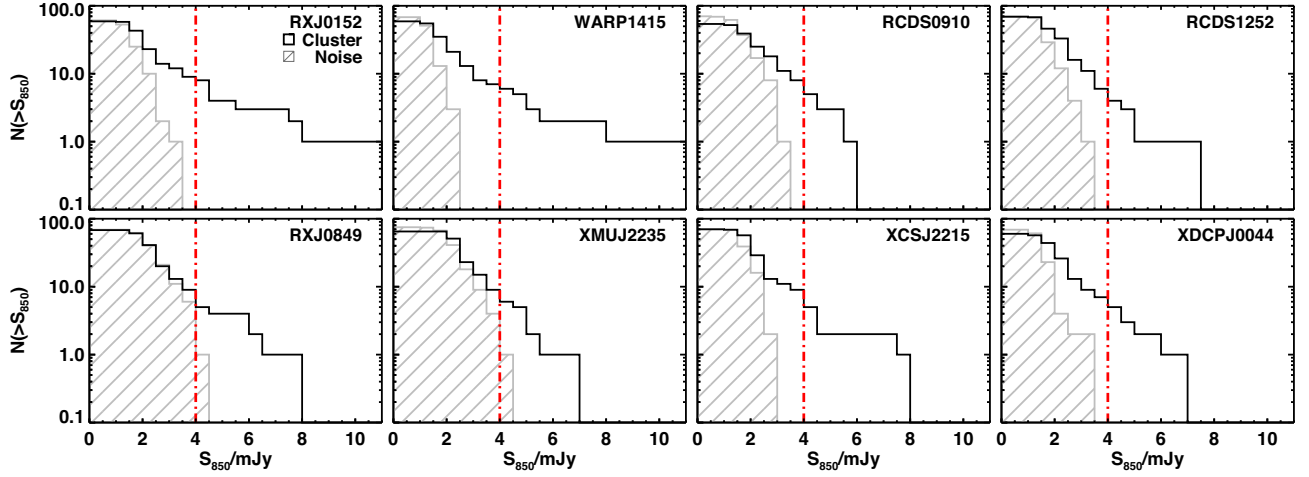 100.0
10.0
1.0
0.1
N(>S850)
RXJ0152
Cluster
Noise
WARP1415
RCDS0910
RCDS1252
100.0
10.0
1.0
0.1
N(>S850)
RXJ0849
XMUJ2235
XCSJ2215
XDCPJ0044
0 2 4 6 8 10
0 2 4 6 8 10
0 2 4 6 8 10
0 2 4 6 8 10
S850/mJy
S850/mJy
S850/mJy
S850/mJy